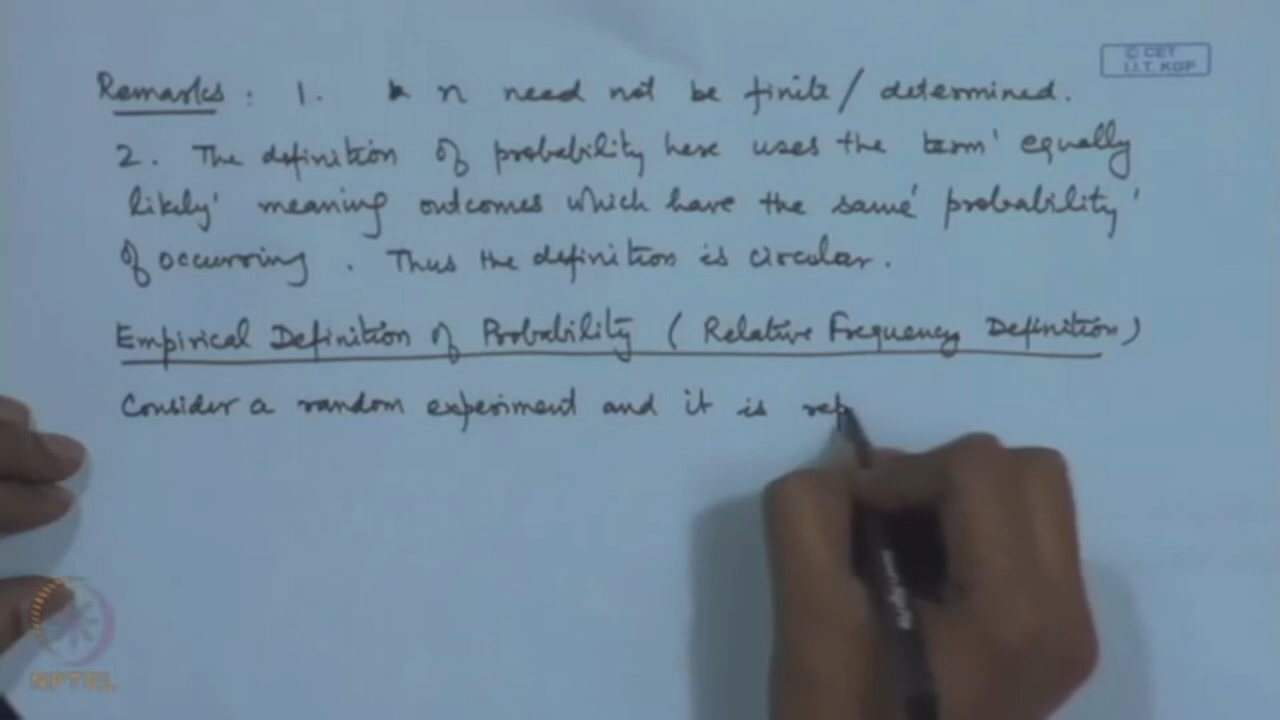 © CET
I.I.T. KGP
Remarks : 1. n need not be finite / determined.
2. The definition of probability here uses the term 'equally
likely' meaning outcomes which have the same 'probability'
of occurring . Thus the definition is circular.
Empirical Definition of Probability ( Relative Frequency Definition )
Consider a random experiment and it is rep
NPTEL